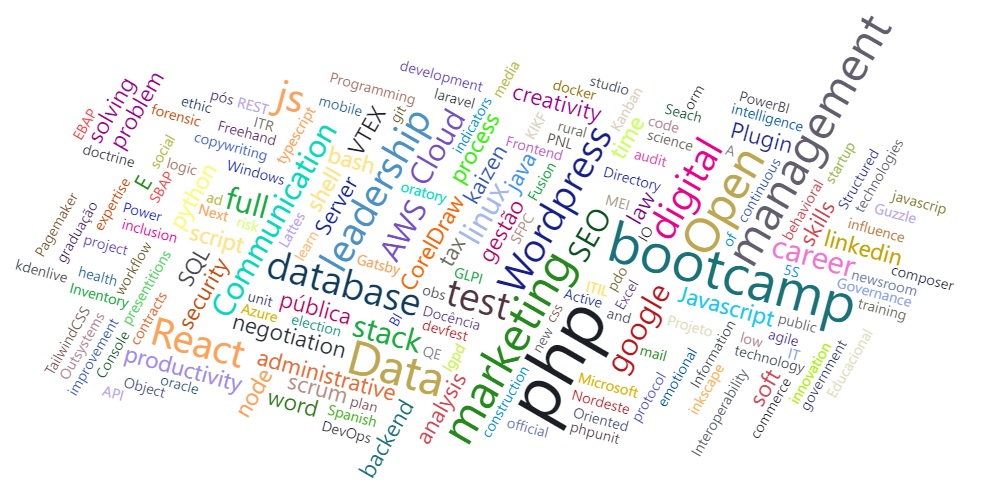 EBAP
solving
problem
doctrine
forensic
ethic
pós
REST
ITR
Freehand
js
typescript
mobile
Programming
development
media
git
laravel
indicators
docker
studio
creativity
Kanban
orm
Seach
PowerBI
intelligence
management
VTEX
Cloud
process
KIKF
rural
PNL
time
code
science
Plugin
A
audit
startup
Structured
technologies
copywriting
social
logic
SBAP
E
expertise
Windows
Communication
bash
shell
leadership
oratory
kaizen
Frontend
java
Fusion
Wordpress
Directory
MEI
law
digital
Open
continuous
of
behavioral
skills
javascrip
Guzzle
influence
linkedin
Pagemaker
graduação
Power
inclusion
python
ad
Next
full
risk
script
Lattes
learn
Server
AWS
CorelDraw
linux
tax
gestão
SFPC
SEO
IO
bootcamp
career
5S
newsroom
composer
Governance
training
kdenlive
project
health
workflow
Inventory
presentitions
SQL
security
database
Gatsby
GLPI
test
obs
marketing
ITIL
pdo
Excel
Active
google
Javascript
public
TailwindCSS
Outsystems
improvement
Console
contracts
React
unit
pública
Azure
election
negotiation
stack
BI
Docência
devfest
QE
lgpd
new
css
php
and
Projeto
mail
low
agile
technology
IT
API
Object
oracle
productivity
node
administrative
scrum
plan
word
Spanish
DevOps
Data
backend
analysis
construction
official
Microsoft
Nordeste
Oriented
phpunit
protocol
emotional
Information
inkscape
Interoperability
soft
commerce
innovation
government
Educacional